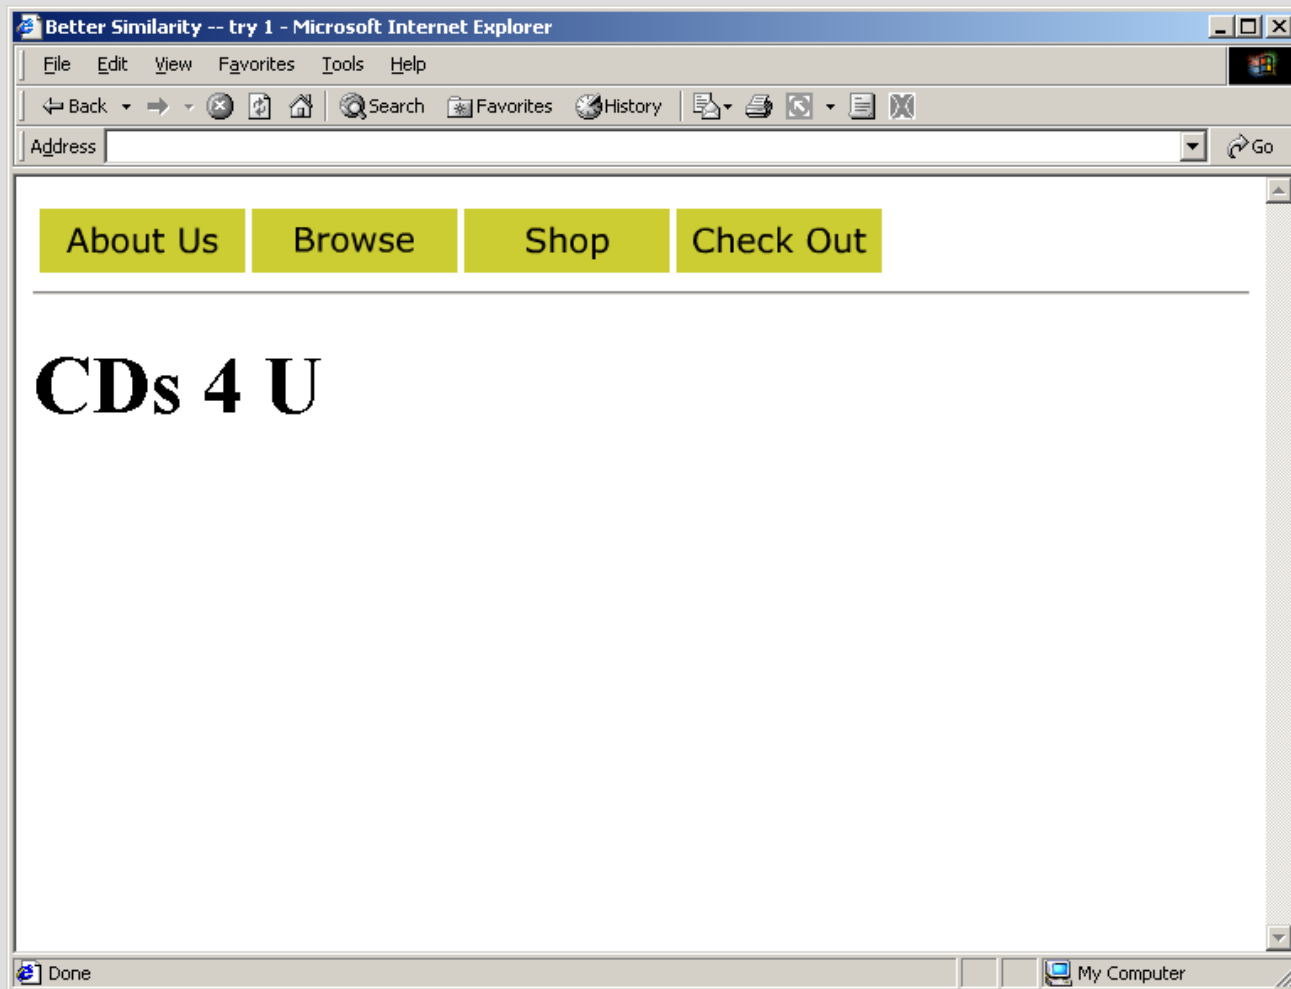 Better Similarity -- try 1 - Microsoft Internet Explorer
File Edit View Favorites Tools Help
Back Search Favorites History
Address Go
About Us Browse Shop Check Out
CDs 4 U
Done My Computer